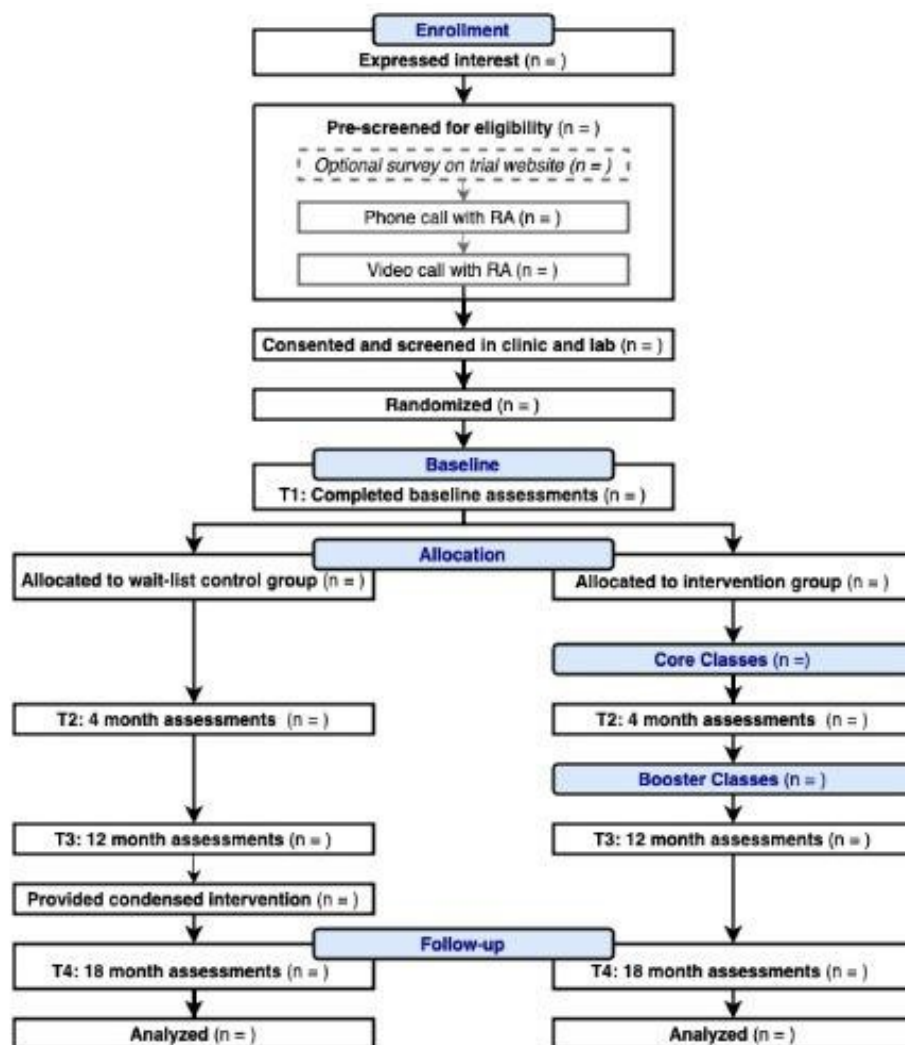 Enrollment
Expressed interest (n = )
Pre-screened for eligibility (n = )
Optional survey on trial website (n = )
Phone call with RA (n = )
Video call with RA (n = )
Consented and screened in clinic and lab (n = )
Randomized (n = )
Baseline
T1: Completed baseline assessments (n = )
Allocation
Allocated to wait-list control group (n = )
Allocated to intervention group (n = )
Core Classes (n =)
T2: 4 month assessments (n = )
T2: 4 month assessments (n = )
Booster Classes (n = )
T3: 12 month assessments (n = )
T3: 12 month assessments (n = )
Provided condensed intervention (n = )
Follow-up
T4: 18 month assessments (n = )
T4: 18 month assessments (n = )
Analyzed (n = )
Analyzed (n = )